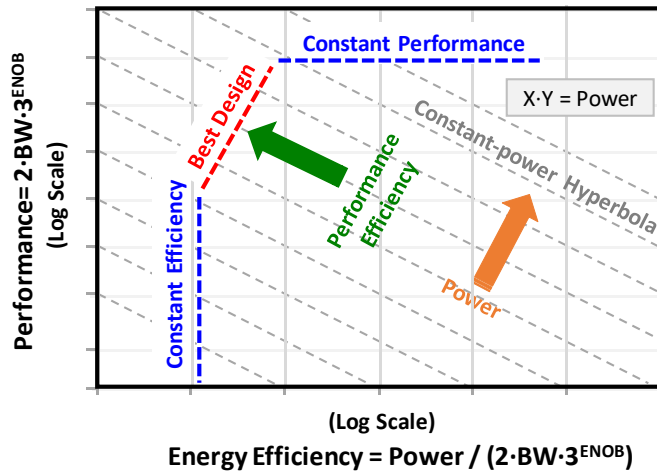 Performance= 2·BW·3^ENOB
(Log Scale)
Constant Performance
X·Y = Power
Best Design
Constant-power Hyperbola
Performance
Efficiency
Constant Efficiency
Power
(Log Scale)
Energy Efficiency = Power / (2·BW·3^ENOB)